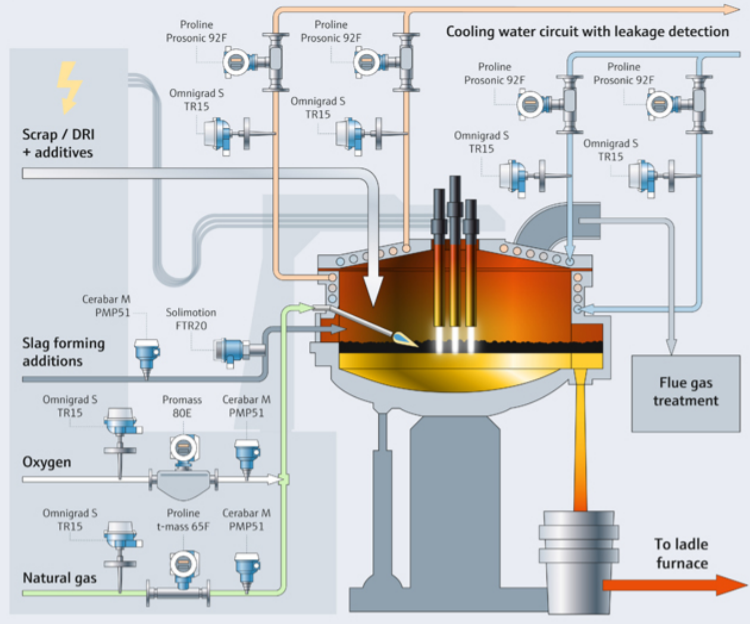 Proline
Prosonic 92F
Proline
Prosonic 92F
Cooling water circuit with leakage detection
Proline
Prosonic 92F
Proline
Prosonic 92F
Omnigrad S
TR15
Omnigrad S
TR15
Scrap / DRI
+ additives
Omnigrad S
TR15
Omnigrad S
TR15
Cerabar M
PMP51
Solimotion
FTR20
Slag forming
additions
Flue gas
treatment
Omnigrad S
TR15
Promass
80E
Cerabar M
PMP51
Oxygen
Omnigrad S
TR15
Proline
t-mass 65F
Cerabar M
PMP51
Natural gas
To ladle
furnace